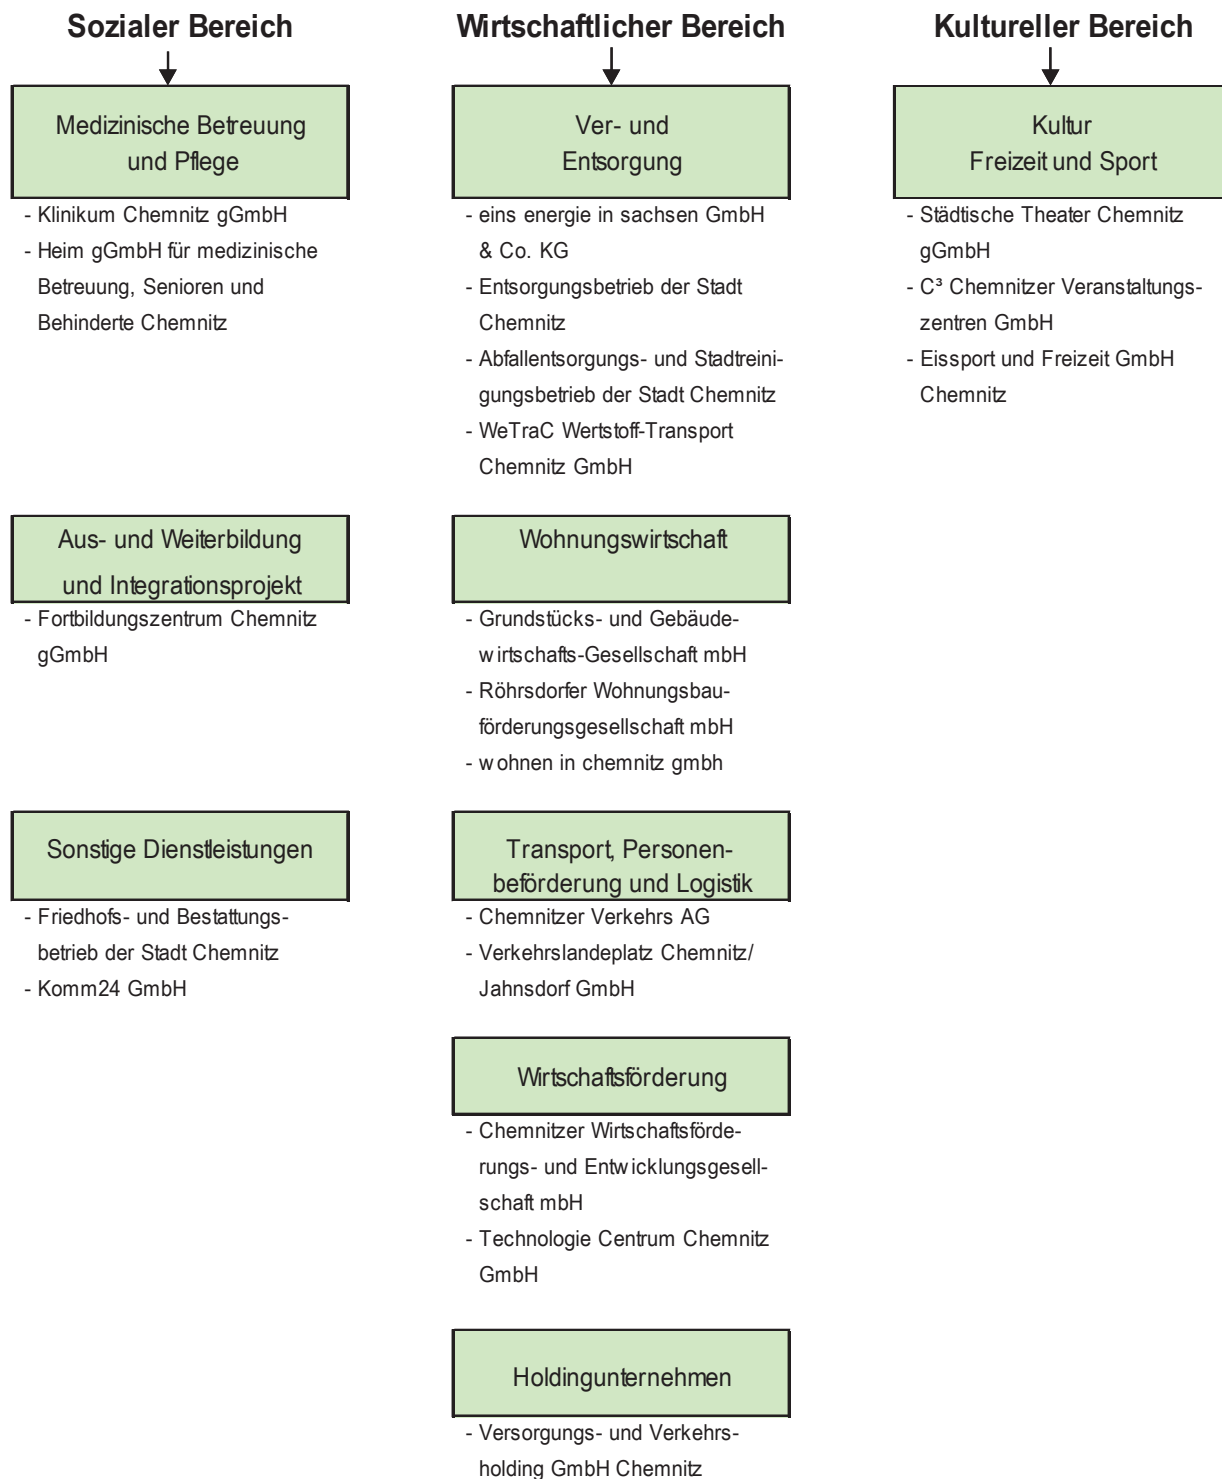 Sozialer Bereich
Medizinische Betreuung
und Pflege
- Klinikum Chemnitz gGmbH
- Heim gGmbH für medizinische
Betreuung, Senioren und
Behinderte Chemnitz
Aus- und Weiterbildung
und Integrationsprojekt
- Fortbildungszentrum Chemnitz
gGmbH
Sonstige Dienstleistungen
- Friedhofs- und Bestattungs-
betrieb der Stadt Chemnitz
- Komm24 GmbH
Wirtschaftlicher Bereich
Ver- und
Entsorgung
- eins energie in sachsen GmbH
& Co. KG
- Entsorgungsbetrieb der Stadt
Chemnitz
- Abfallentsorgungs- und Stadtreini-
gungsbetrieb der Stadt Chemnitz
- WeTraC Wertstoff-Transport
Chemnitz GmbH
Wohnungswirtschaft
- Grundstücks- und Gebäude-
wirtschafts-Gesellschaft mbH
- Röhrsdorfer Wohnungsbau-
förderungsgesellschaft mbH
- wohnen in chemnitz gmbh
Transport, Personen-
beförderung und Logistik
- Chemnitzer Verkehrs AG
- Verkehrslandeplatz Chemnitz/
Jahnsdorf GmbH
Wirtschaftsförderung
- Chemnitzer Wirtschaftsförde-
rungs- und Entwicklungsgesell-
schaft mbH
- Technologie Centrum Chemnitz
GmbH
Holdingunternehmen
- Versorgungs- und Verkehrs-
holding GmbH Chemnitz
Kultureller Bereich
Kultur
Freizeit und Sport
- Städtische Theater Chemnitz
gGmbH
- C³ Chemnitzer Veranstaltungs-
zentren GmbH
- Eissport und Freizeit GmbH
Chemnitz